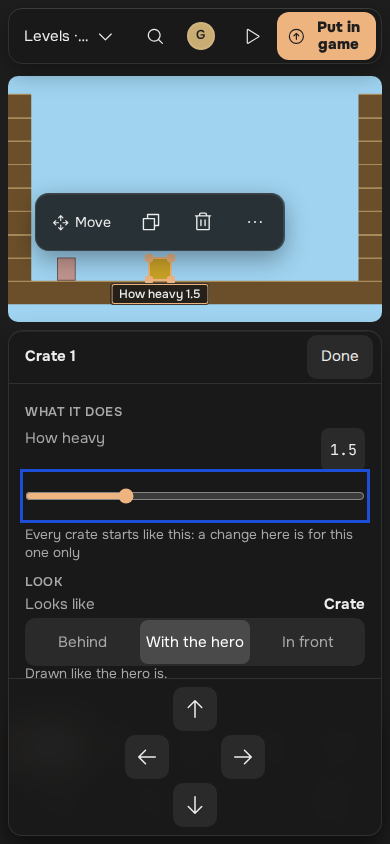 Levels ·...
G
Put in
game
Move
How heavy 1.5
Crate 1
Done
WHAT IT DOES
How heavy
1.5
Every crate starts like this: a change here is for this
one only
LOOK
Looks like
Crate
Behind
With the hero
In front
Drawn like the hero is.